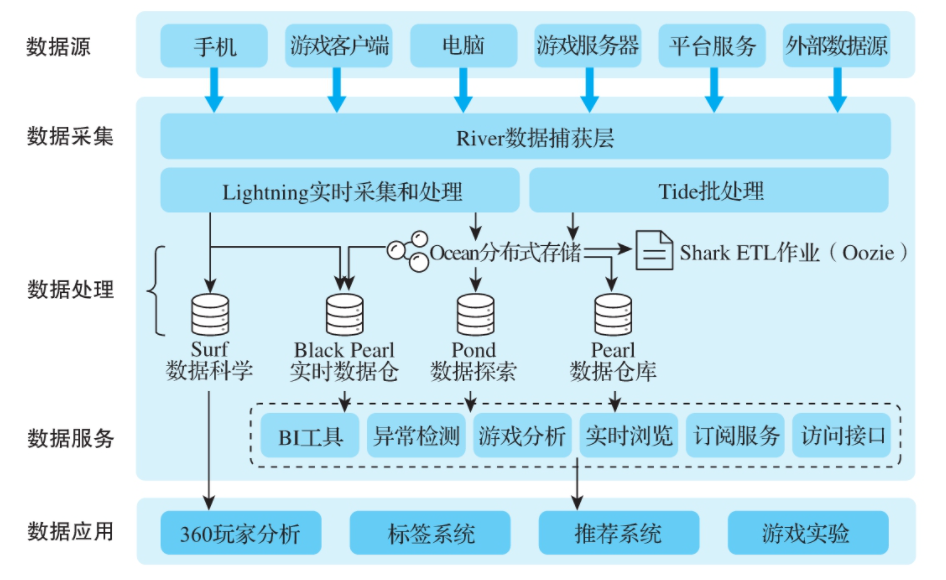 数据源
手机
游戏客户端
电脑
游戏服务器
平台服务
外部数据源
数据采集
River数据捕获层
Lightning实时采集和处理
Tide批处理
数据处理
Ocean分布式存储
Shark ETL作业（Oozie）
Surf
数据科学
Black Pearl
实时数据仓
Pond
数据探索
Pearl
数据仓库
数据服务
BI工具
异常检测
游戏分析
实时浏览
订阅服务
访问接口
数据应用
360玩家分析
标签系统
推荐系统
游戏实验